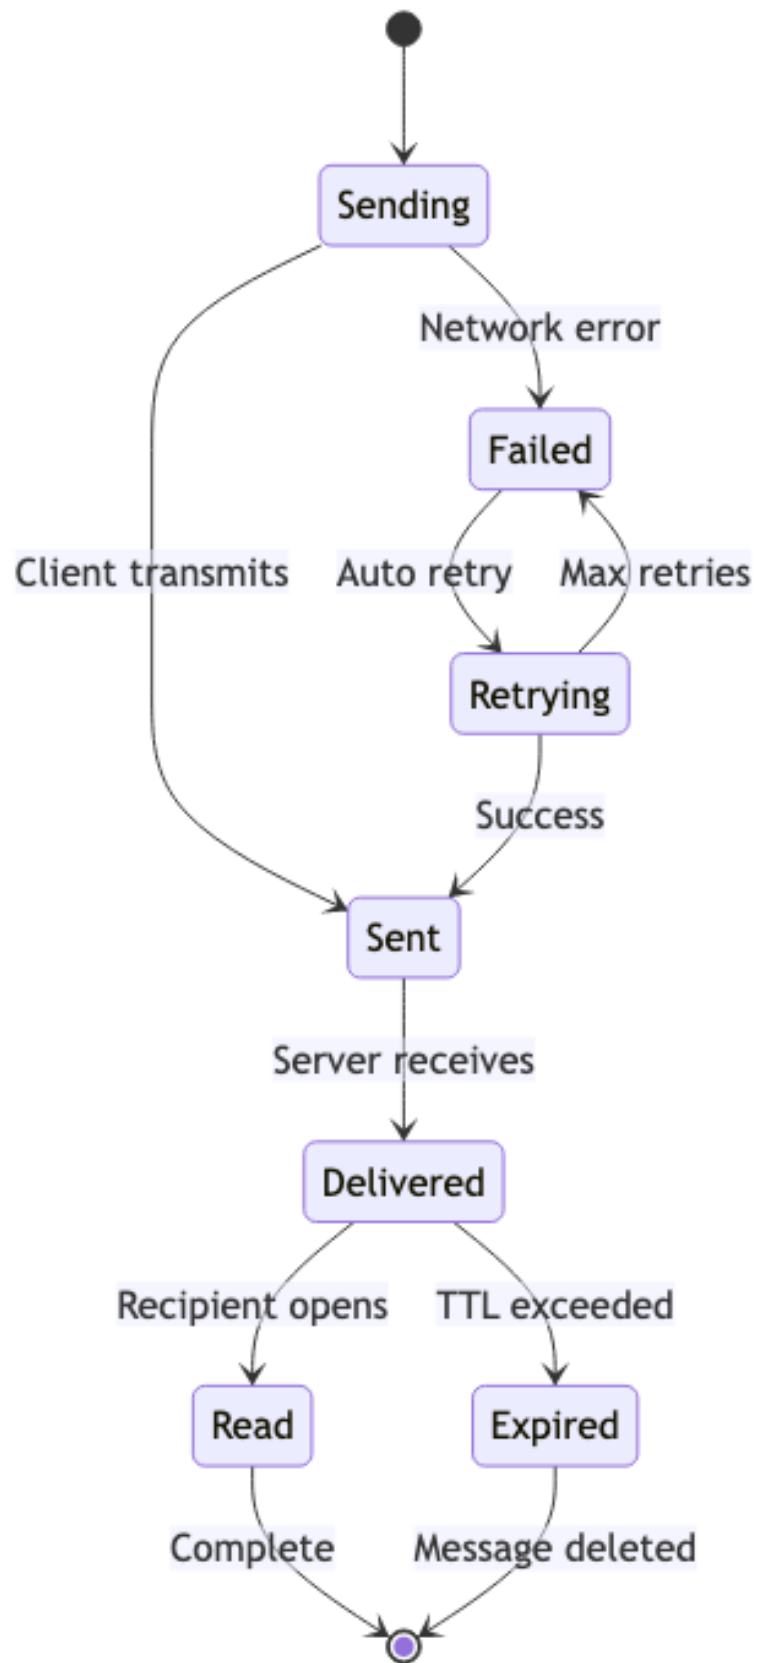 Sending
Network error
Failed
Client transmits
Auto retry
Max retries
Retrying
Success
Sent
Server receives
Delivered
Recipient opens
TTL exceeded
Read
Expired
Complete
Message deleted